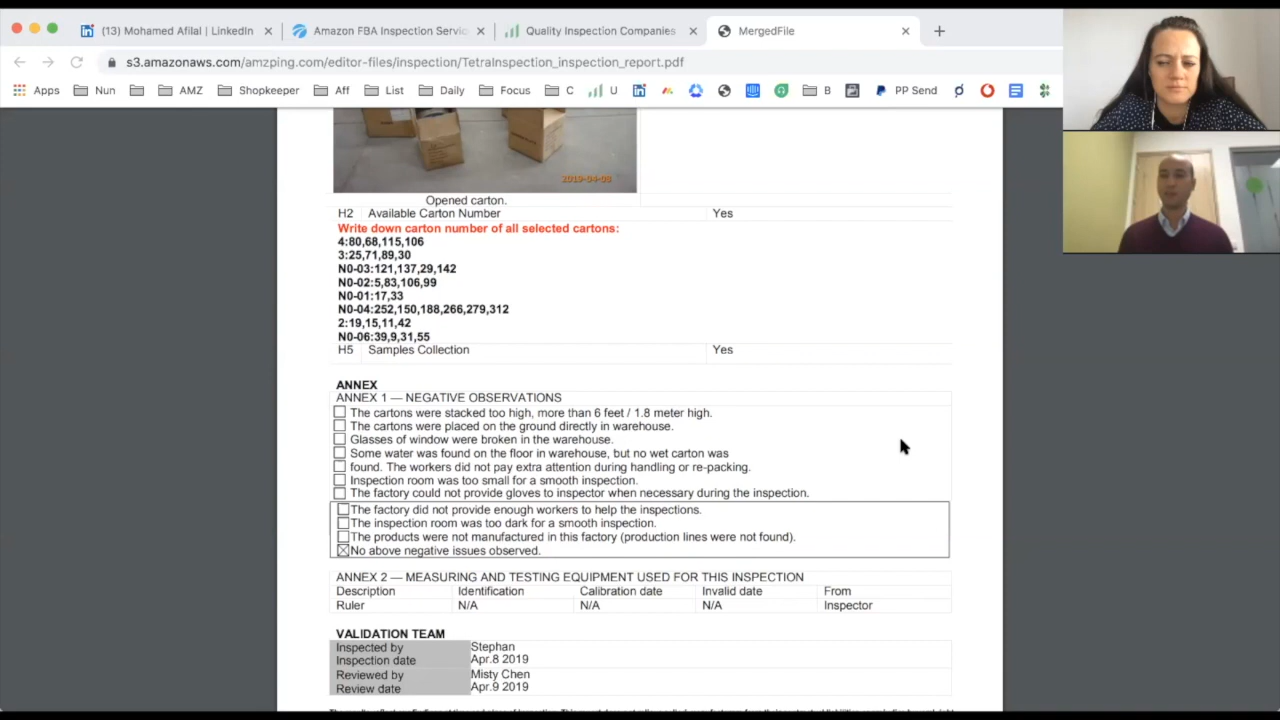 (13) Mohamed Afilal | LinkedIn
Amazon FBA Inspection Servic
Quality Inspection Companies
MergedFile
s3.amazonaws.com/amzping.com/editor-files/inspection/TetraInspection_inspection_report.pdf
Apps Nun AMZ Shopkeeper Aff List Daily Focus C U B PP Send
2019-04-08
Opened carton.
H2 Available Carton Number Yes
Write down carton number of all selected cartons:
4:80,68,115,106
3:25,71,89,30
N0-03:121,137,29,142
N0-02:5,83,106,99
N0-01:17,33
N0-04:252,150,188,266,279,312
2:19,15,11,42
N0-06:39,9,31,55
H5 Samples Collection Yes
ANNEX
ANNEX 1 — NEGATIVE OBSERVATIONS
The cartons were stacked too high, more than 6 feet / 1.8 meter high.
The cartons were placed on the ground directly in warehouse.
Glasses of window were broken in the warehouse.
Some water was found on the floor in warehouse, but no wet carton was
found. The workers did not pay extra attention during handling or re-packing.
Inspection room was too small for a smooth inspection.
The factory could not provide gloves to inspector when necessary during the inspection.
The factory did not provide enough workers to help the inspections.
The inspection room was too dark for a smooth inspection.
The products were not manufactured in this factory (production lines were not found).
No above negative issues observed.
ANNEX 2 — MEASURING AND TESTING EQUIPMENT USED FOR THIS INSPECTION
Description Identification Calibration date Invalid date From
Ruler N/A N/A N/A Inspector
VALIDATION TEAM
Inspected by Stephan
Inspection date Apr.8 2019
Reviewed by Misty Chen
Review date Apr.9 2019